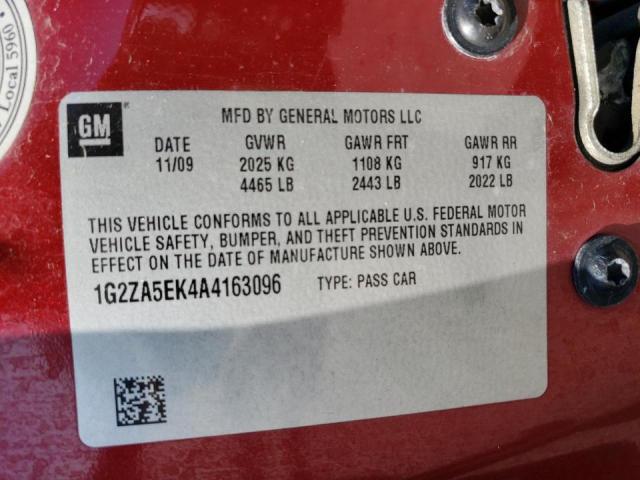 Local 5960
GM
MFD BY GENERAL MOTORS LLC
DATE GVWR GAWR FRT GAWR RR
11/09 2025 KG 1108 KG 917 KG
4465 LB 2443 LB 2022 LB
THIS VEHICLE CONFORMS TO ALL APPLICABLE U.S. FEDERAL MOTOR
VEHICLE SAFETY, BUMPER, AND THEFT PREVENTION STANDARDS IN
EFFECT ON THE DATE OF MANUFACTURE SHOWN ABOVE.
1G2ZA5EK4A4163096 TYPE: PASS CAR